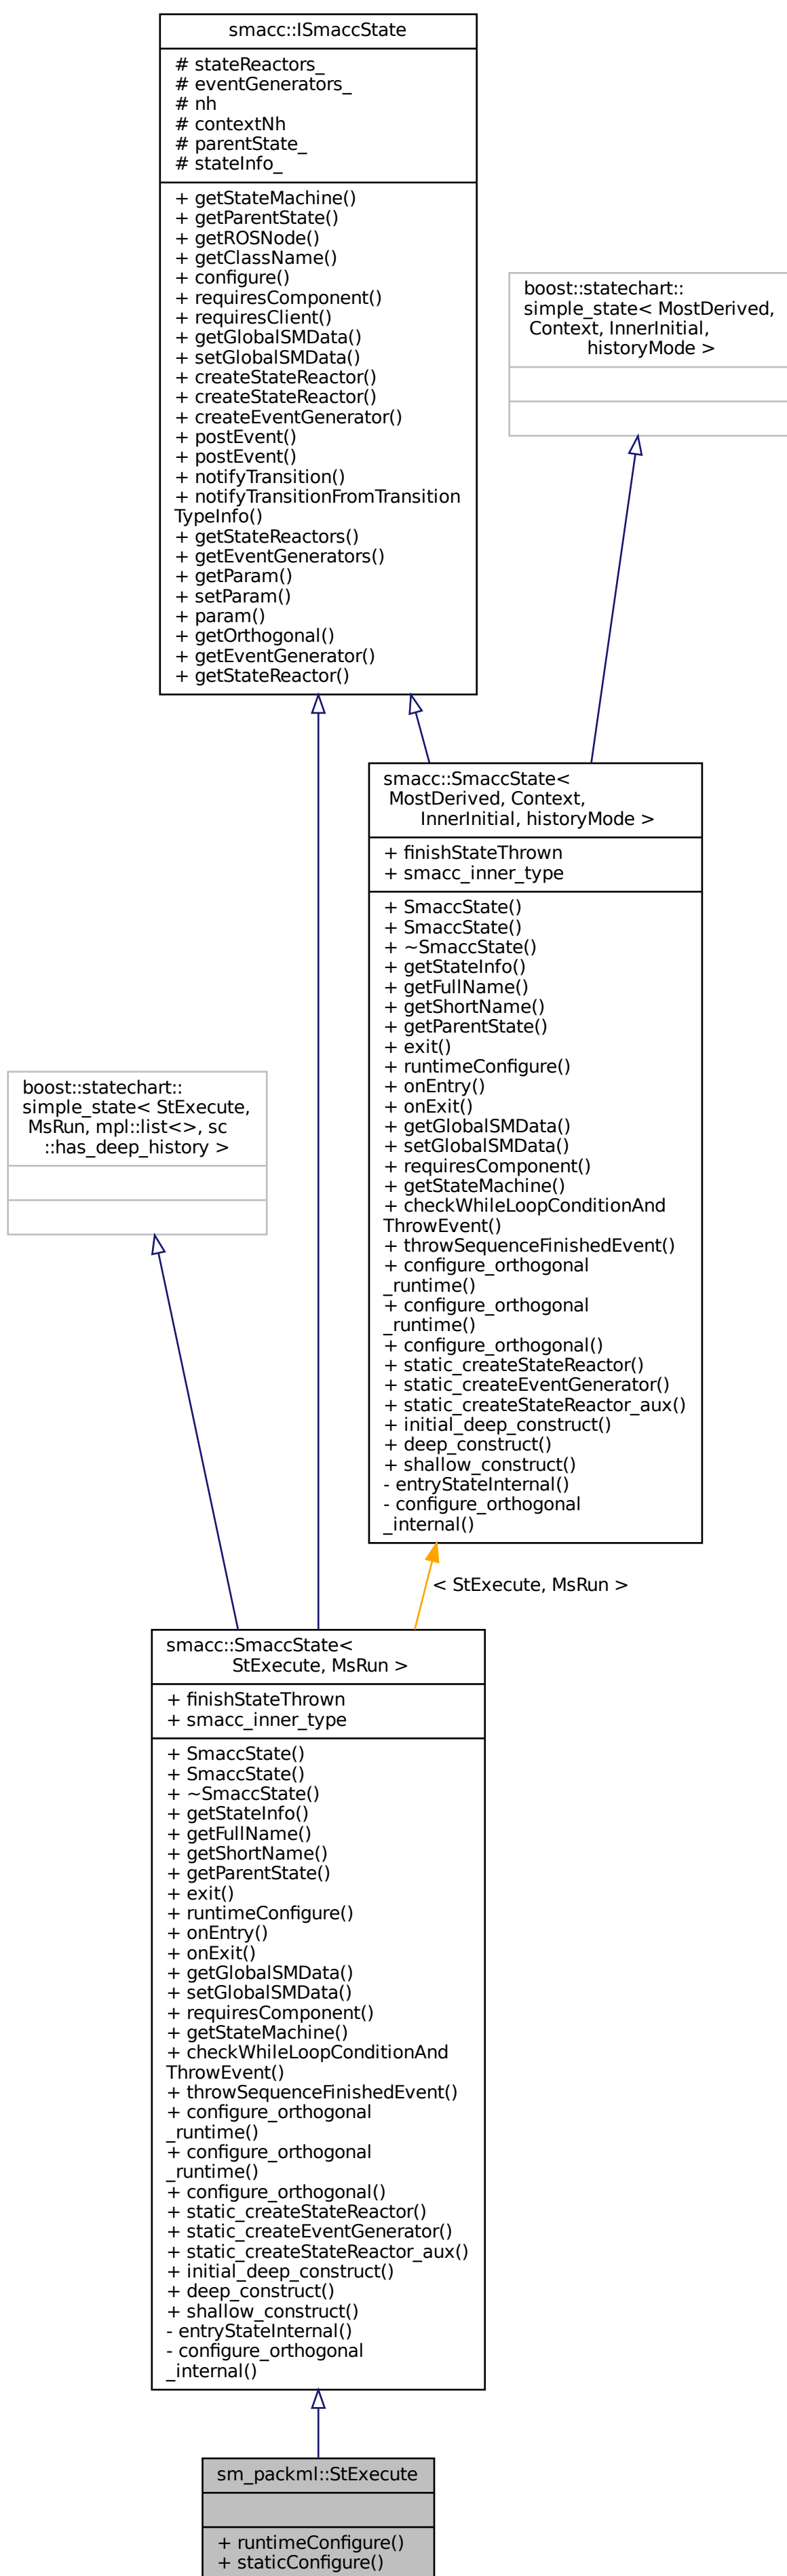 smacc::ISmaccState
# stateReactors_
# eventGenerators_
# nh
# contextNh
# parentState_
# stateInfo_
+ getStateMachine()
+ getParentState()
+ getROSNode()
+ getClassName()
+ configure()
+ requiresComponent()
+ requiresClient()
+ getGlobalSMData()
+ setGlobalSMData()
+ createStateReactor()
+ createStateReactor()
+ createEventGenerator()
+ postEvent()
+ postEvent()
+ notifyTransition()
+ notifyTransitionFromTransition
TypeInfo()
+ getStateReactors()
+ getEventGenerators()
+ getParam()
+ setParam()
+ param()
+ getOrthogonal()
+ getEventGenerator()
+ getStateReactor()
boost::statechart::
simple_state< MostDerived,
Context, InnerInitial,
historyMode >
smacc::SmaccState<
MostDerived, Context,
InnerInitial, historyMode >
+ finishStateThrown
+ smacc_inner_type
+ SmaccState()
+ SmaccState()
+ ~SmaccState()
+ getStateInfo()
+ getFullName()
+ getShortName()
+ getParentState()
+ exit()
+ runtimeConfigure()
+ onEntry()
+ onExit()
+ getGlobalSMData()
+ setGlobalSMData()
+ requiresComponent()
+ getStateMachine()
+ checkWhileLoopConditionAnd
ThrowEvent()
+ throwSequenceFinishedEvent()
+ configure_orthogonal
_runtime()
+ configure_orthogonal
_runtime()
+ configure_orthogonal()
+ static_createStateReactor()
+ static_createEventGenerator()
+ static_createStateReactor_aux()
+ initial_deep_construct()
+ deep_construct()
+ shallow_construct()
- entryStateInternal()
- configure_orthogonal
_internal()
boost::statechart::
simple_state< StExecute,
MsRun, mpl::list<>, sc
::has_deep_history >
< StExecute, MsRun >
smacc::SmaccState<
StExecute, MsRun >
+ finishStateThrown
+ smacc_inner_type
+ SmaccState()
+ SmaccState()
+ ~SmaccState()
+ getStateInfo()
+ getFullName()
+ getShortName()
+ getParentState()
+ exit()
+ runtimeConfigure()
+ onEntry()
+ onExit()
+ getGlobalSMData()
+ setGlobalSMData()
+ requiresComponent()
+ getStateMachine()
+ checkWhileLoopConditionAnd
ThrowEvent()
+ throwSequenceFinishedEvent()
+ configure_orthogonal
_runtime()
+ configure_orthogonal
_runtime()
+ configure_orthogonal()
+ static_createStateReactor()
+ static_createEventGenerator()
+ static_createStateReactor_aux()
+ initial_deep_construct()
+ deep_construct()
+ shallow_construct()
- entryStateInternal()
- configure_orthogonal
_internal()
sm_packml::StExecute
+ runtimeConfigure()
+ staticConfigure()